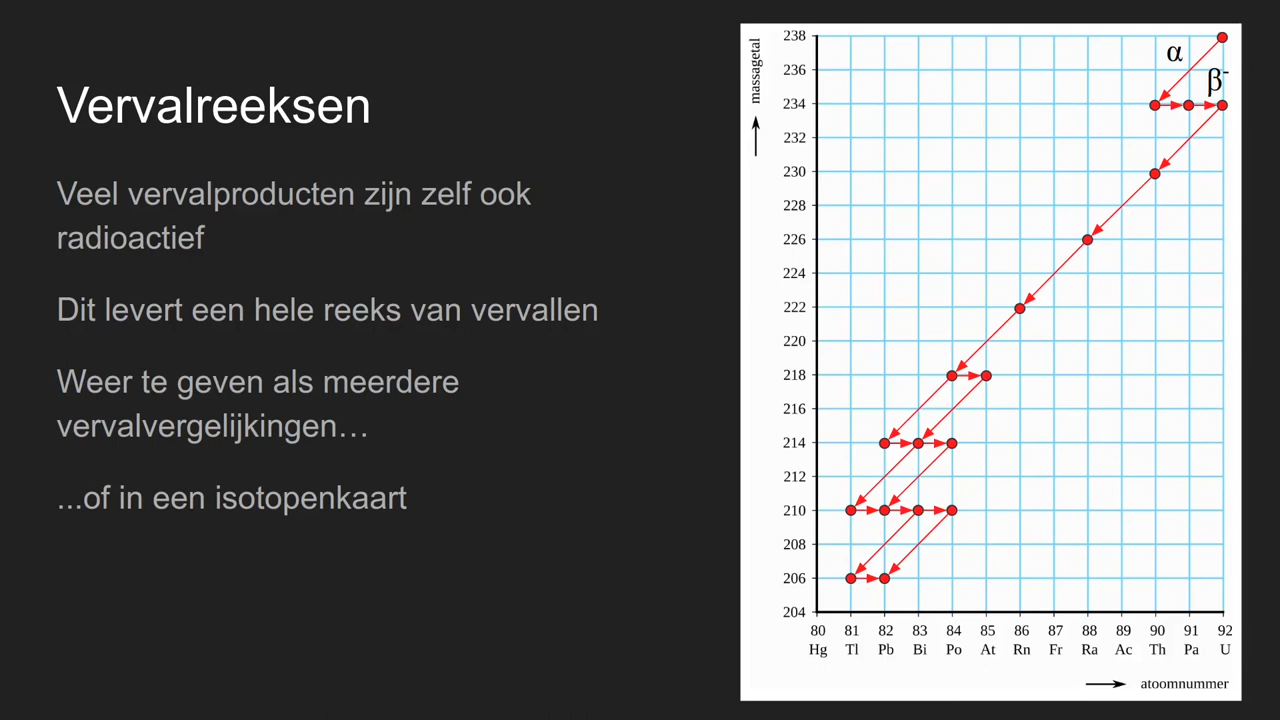 Vervalreeksen
Veel vervalproducten zijn zelf ook
radioactief
Dit levert een hele reeks van vervallen
Weer te geven als meerdere
vervalvergelijkingen…
...of in een isotopenkaart
massagetal
238
236
234
232
230
228
226
224
222
220
218
216
214
212
210
208
206
204
α
β-
80 81 82 83 84 85 86 87 88 89 90 91 92
Hg Tl Pb Bi Po At Rn Fr Ra Ac Th Pa U
atoomnummer